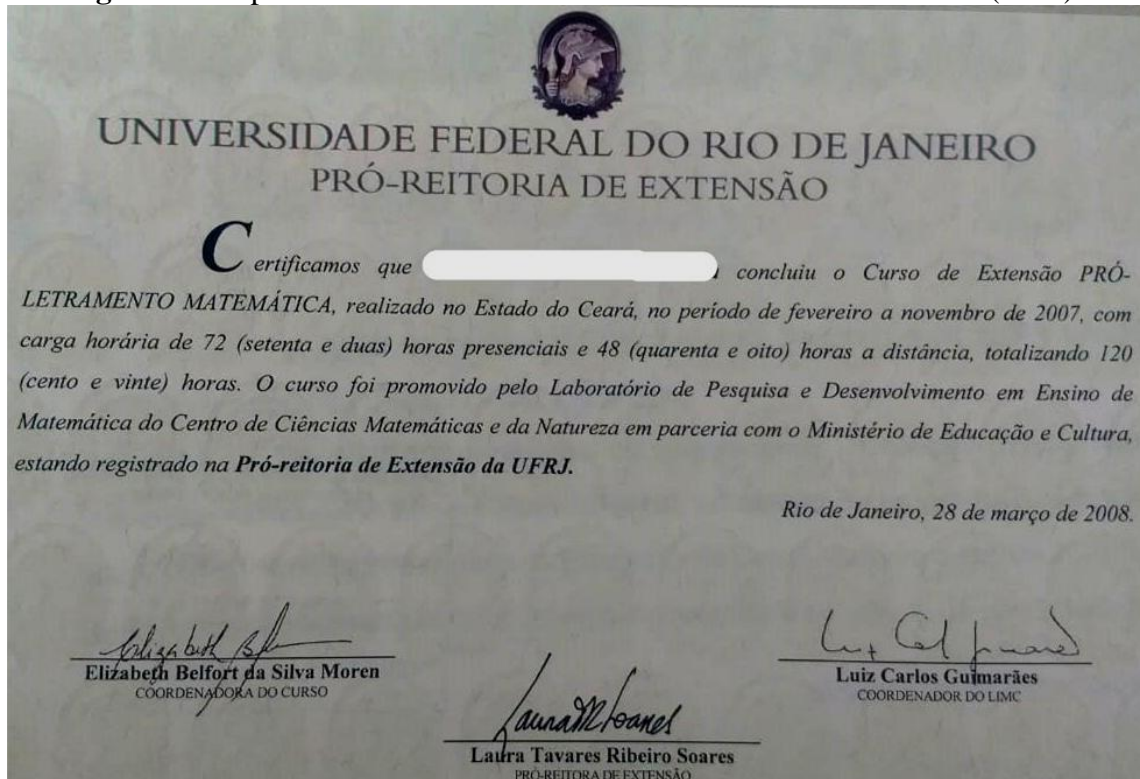 UNIVERSIDADE FEDERAL DO RIO DE JANEIRO
PRÓ-REITORIA DE EXTENSÃO
Certificamos que concluiu o Curso de Extensão PRÓ-
LETRAMENTO MATEMÁTICA, realizado no Estado do Ceará, no período de fevereiro a novembro de 2007, com
carga horária de 72 (setenta e duas) horas presenciais e 48 (quarenta e oito) horas a distância, totalizando 120
(cento e vinte) horas. O curso foi promovido pelo Laboratório de Pesquisa e Desenvolvimento em Ensino de
Matemática do Centro de Ciências Matemáticas e da Natureza em parceria com o Ministério de Educação e Cultura,
estando registrado na Pró-reitoria de Extensão da UFRJ.
Rio de Janeiro, 28 de março de 2008.
Elizabeth Belfort da Silva Moren
COORDENADORA DO CURSO
Luiz Carlos Guimarães
COORDENADOR DO LIMC
Laura Tavares Ribeiro Soares
PRÓ-REITORA DE EXTENSÃO